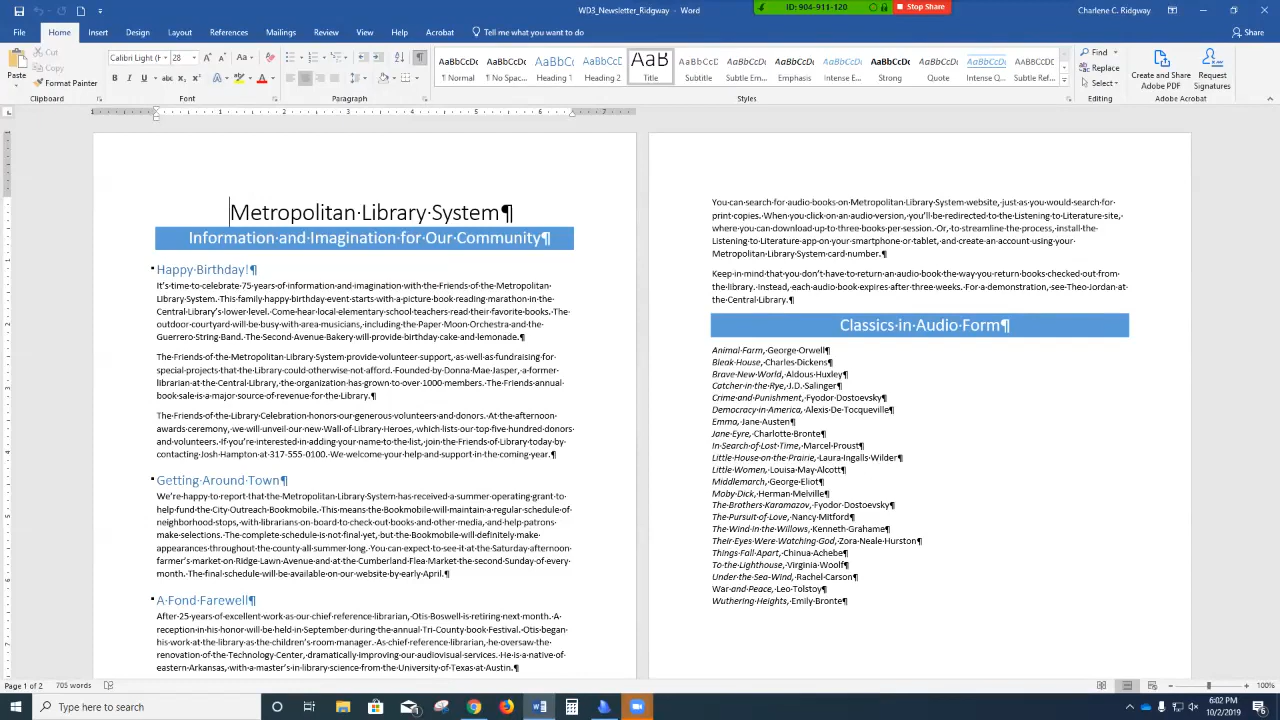 WD3_Newsletter_Ridgway - Word
ID: 904-911-120
Stop Share
Charlene C. Ridgway
File Home Insert Design Layout References Mailings Review View Help Acrobat Tell me what you want to do
Share
Paste
Cut
Copy
Format Painter
Clipboard
Calibri Light (H 28
Font
Paragraph
AaBbCcDc AaBbCcDc AaBbC( AaBbCcC AaB AaBbCcD AaBbCcDc AaBbCcDc AaBbCcDc AaBbCcDc AaBbCcDc AaBbCcDc AaBbCcDc
¶ Normal ¶ No Spac... Heading 1 Heading 2 Title Subtitle Subtle Em... Emphasis Intense E... Strong Quote Intense Q... Subtle Ref...
Styles
Find
Replace
Select
Editing
Create and Share
Adobe PDF
Request
Signatures
Adobe Acrobat
Metropolitan·Library·System¶
Information·and·Imagination·for·Our·Community¶
Happy·Birthday!¶
It's·time·to·celebrate·75·years·of·information·and·imagination·with·the·Friends·of·the·Metropolitan·
Library·System.·This·family·happy·birthday·event·starts·with·a·picture·book·reading·marathon·in·the·
Central·Library's·lower·level.·Come·hear·local·elementary·school·teachers·read·their·favorite·books.·The·
outdoor·courtyard·will·be·busy·with·area·musicians,·including·the·Paper·Moon·Orchestra·and·the·
Guerrero·String·Band.·The·Second·Avenue·Bakery·will·provide·birthday·cake·and·lemonade.¶
The·Friends·of·the·Metropolitan·Library·System·provide·volunteer·support,·as·well·as·fundraising·for·
special·projects·that·the·Library·could·otherwise·not·afford.·Founded·by·Donna·Mae·Jasper,·a·former·
librarian·at·the·Central·Library,·the·organization·has·grown·to·over·1000·members.·The·Friends·annual·
book·sale·is·a·major·source·of·revenue·for·the·Library.¶
The·Friends·of·the·Library·Celebration·honors·our·generous·volunteers·and·donors.·At·the·afternoon·
awards·ceremony,·we·will·unveil·our·new·Wall·of·Library·Heroes,·which·lists·our·top·five·hundred·donors·
and·volunteers.·If·you're·interested·in·adding·your·name·to·the·list,·join·the·Friends·of·Library·today·by·
contacting·Josh·Hampton·at·317-555-0100.·We·welcome·your·help·and·support·in·the·coming·year.¶
Getting·Around·Town¶
We're·happy·to·report·that·the·Metropolitan·Library·System·has·received·a·summer·operating·grant·to·
help·fund·the·City·Outreach·Bookmobile.·This·means·the·Bookmobile·will·maintain·a·regular·schedule·of·
neighborhood·stops,·with·librarians·on·board·to·check·out·books·and·other·media,·and·help·patrons·
make·selections.·The·complete·schedule·is·not·final·yet,·but·the·Bookmobile·will·definitely·make·
appearances·throughout·the·county·all·summer·long.·You·can·expect·to·see·it·at·the·Saturday·afternoon·
farmer's·market·on·Ridge·Lawn·Avenue·and·at·the·Cumberland·Flea·Market·the·second·Sunday·of·every·
month.·The·final·schedule·will·be·available·on·our·website·by·early·April.¶
A·Fond·Farewell¶
After·25·years·of·excellent·work·as·our·chief·reference·librarian,·Otis·Boswell·is·retiring·next·month.·A·
reception·in·his·honor·will·be·held·in·September·during·the·annual·Tri-County·book·Festival.·Otis·began·
his·work·at·the·library·as·the·children's·room·manager.·As·chief·reference·librarian,·he·oversaw·the·
renovation·of·the·Technology·Center,·dramatically·improving·our·audiovisual·services.·He·is·a·native·of·
eastern·Arkansas,·with·a·master's·in·library·science·from·the·University·of·Texas·at·Austin.¶
You·can·search·for·audio·books·on·Metropolitan·Library·System·website,·just·as·you·would·search·for·
print·copies.·When·you·click·on·an·audio·version,·you'll·be·redirected·to·the·Listening·to·Literature·site,·
where·you·can·download·up·to·three·books·per·session.·Or,·to·streamline·the·process,·install·the·
Listening·to·Literature·app·on·your·smartphone·or·tablet,·and·create·an·account·using·your·
Metropolitan·Library·System·card·number.¶
Keep·in·mind·that·you·don't·have·to·return·an·audio·book·the·way·you·return·books·checked·out·from·
the·library.·Instead,·each·audio·book·expires·after·three·weeks.·For·a·demonstration,·see·Theo·Jordan·at·
the·Central·Library.¶
Classics·in·Audio·Form¶
Animal·Farm,·George·Orwell¶
Bleak·House,·Charles·Dickens¶
Brave·New·World,·Aldous·Huxley¶
Catcher·in·the·Rye,·J.D.·Salinger¶
Crime·and·Punishment,·Fyodor·Dostoevsky¶
Democracy·in·America,·Alexis·De·Tocqueville¶
Emma,·Jane·Austen¶
Jane·Eyre,·Charlotte·Bronte¶
In·Search·of·Lost·Time,·Marcel·Proust¶
Little·House·on·the·Prairie,·Laura·Ingalls·Wilder¶
Little·Women,·Louisa·May·Alcott¶
Middlemarch,·George·Eliot¶
Moby·Dick,·Herman·Melville¶
The·Brothers·Karamazov,·Fyodor·Dostoevsky¶
The·Pursuit·of·Love,·Nancy·Mitford¶
The·Wind·in·the·Willows,·Kenneth·Grahame¶
Their·Eyes·Were·Watching·God,·Zora·Neale·Hurston¶
Things·Fall·Apart,·Chinua·Achebe¶
To·the·Lighthouse,·Virginia·Woolf¶
Under·the·Sea-Wind,·Rachel·Carson¶
War·and·Peace,·Leo·Tolstoy¶
Wuthering·Heights,·Emily·Bronte¶
Page 1 of 2 705 words
100%
Type here to search
6:02 PM
10/2/2019